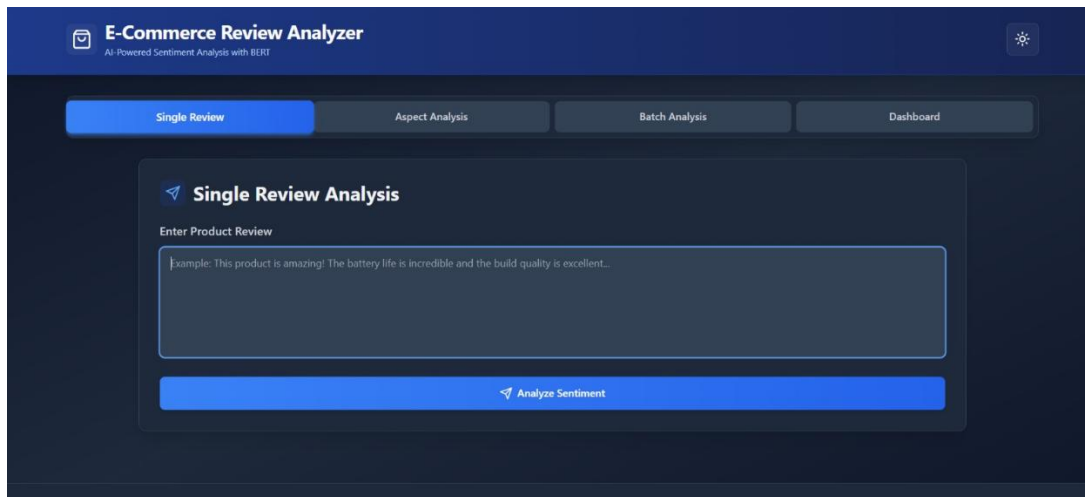 E-Commerce Review Analyzer
AI-Powered Sentiment Analysis with BERT
Single Review
Aspect Analysis
Batch Analysis
Dashboard
Single Review Analysis
Enter Product Review
Example: This product is amazing! The battery life is incredible and the build quality is excellent...
Analyze Sentiment